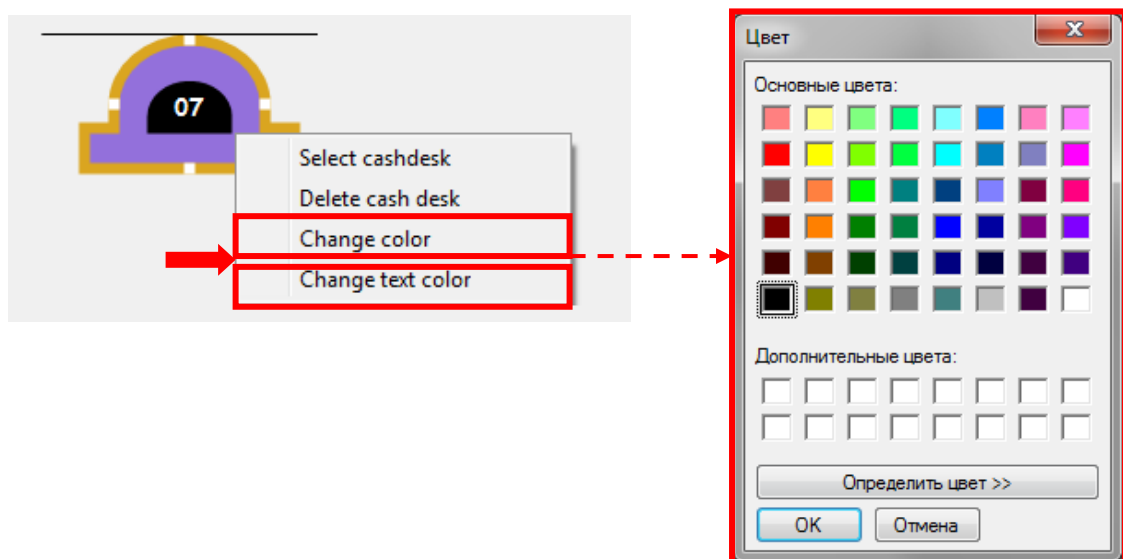 07
Select cashdesk
Delete cash desk
Change color
Change text color
Цвет
Основные цвета:
Дополнительные цвета:
Определить цвет >>
OK
Отмена